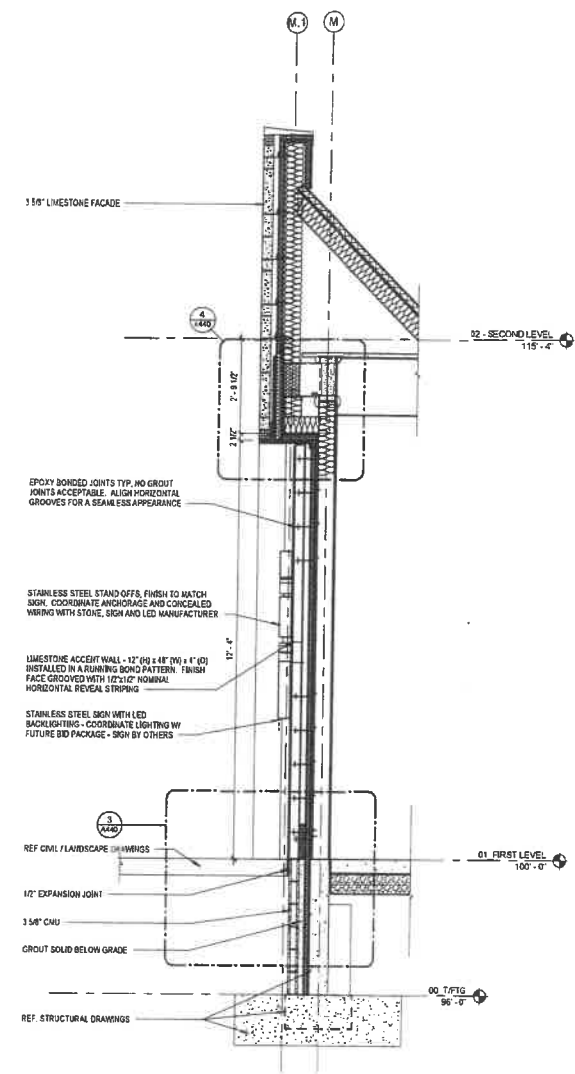 M.1
M
3 5/8" LIMESTONE FACADE
4
A440
02 - SECOND LEVEL
115' - 4"
2' - 9 1/2"
2 1/2"
EPOXY BONDED JOINTS TYP, NO GROUT
JOINTS ACCEPTABLE. ALIGN HORIZONTAL
GROOVES FOR A SEAMLESS APPEARANCE
STAINLESS STEEL STAND OFFS, FINISH TO MATCH
SIGN. COORDINATE ANCHORAGE AND CONCEALED
WIRING WITH STONE, SIGN AND LED MANUFACTURER
12' - 4"
LIMESTONE ACCENT WALL - 12" (H) x 48" (W) x 4" (D)
INSTALLED IN A RUNNING BOND PATTERN. FINISH
FACE GROOVED WITH 1/2"x1/2" NOMINAL
HORIZONTAL REVEAL STRIPING
STAINLESS STEEL SIGN WITH LED
BACKLIGHTING - COORDINATE LIGHTING W/
FUTURE BID PACKAGE - SIGN BY OTHERS
3
A440
REF CIVIL / LANDSCAPE DRAWINGS
01_FIRST LEVEL
100' - 0"
1/2" EXPANSION JOINT
3 5/8" CMU
GROUT SOLID BELOW GRADE
00_T/FTG
96' - 0"
REF. STRUCTURAL DRAWINGS